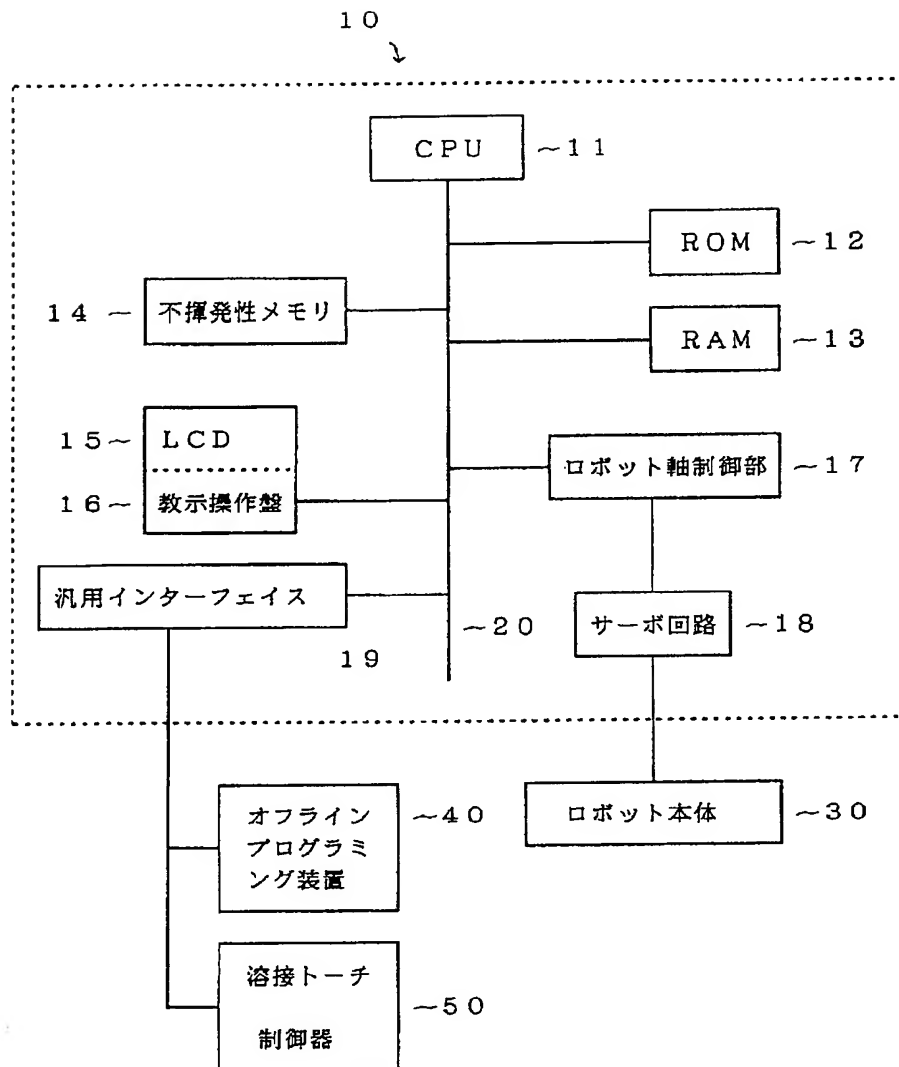 10
CPU ~11
ROM ~12
14 ~ 不揮発性メモリ
RAM ~13
15~ LCD
ロボット軸制御部 ~17
16~ 教示操作盤
汎用インターフェイス
~20
サーボ回路 ~18
19
オフライン
プログラミ
ング装置
~40
ロボット本体 ~30
溶接トーチ
制御器
~50